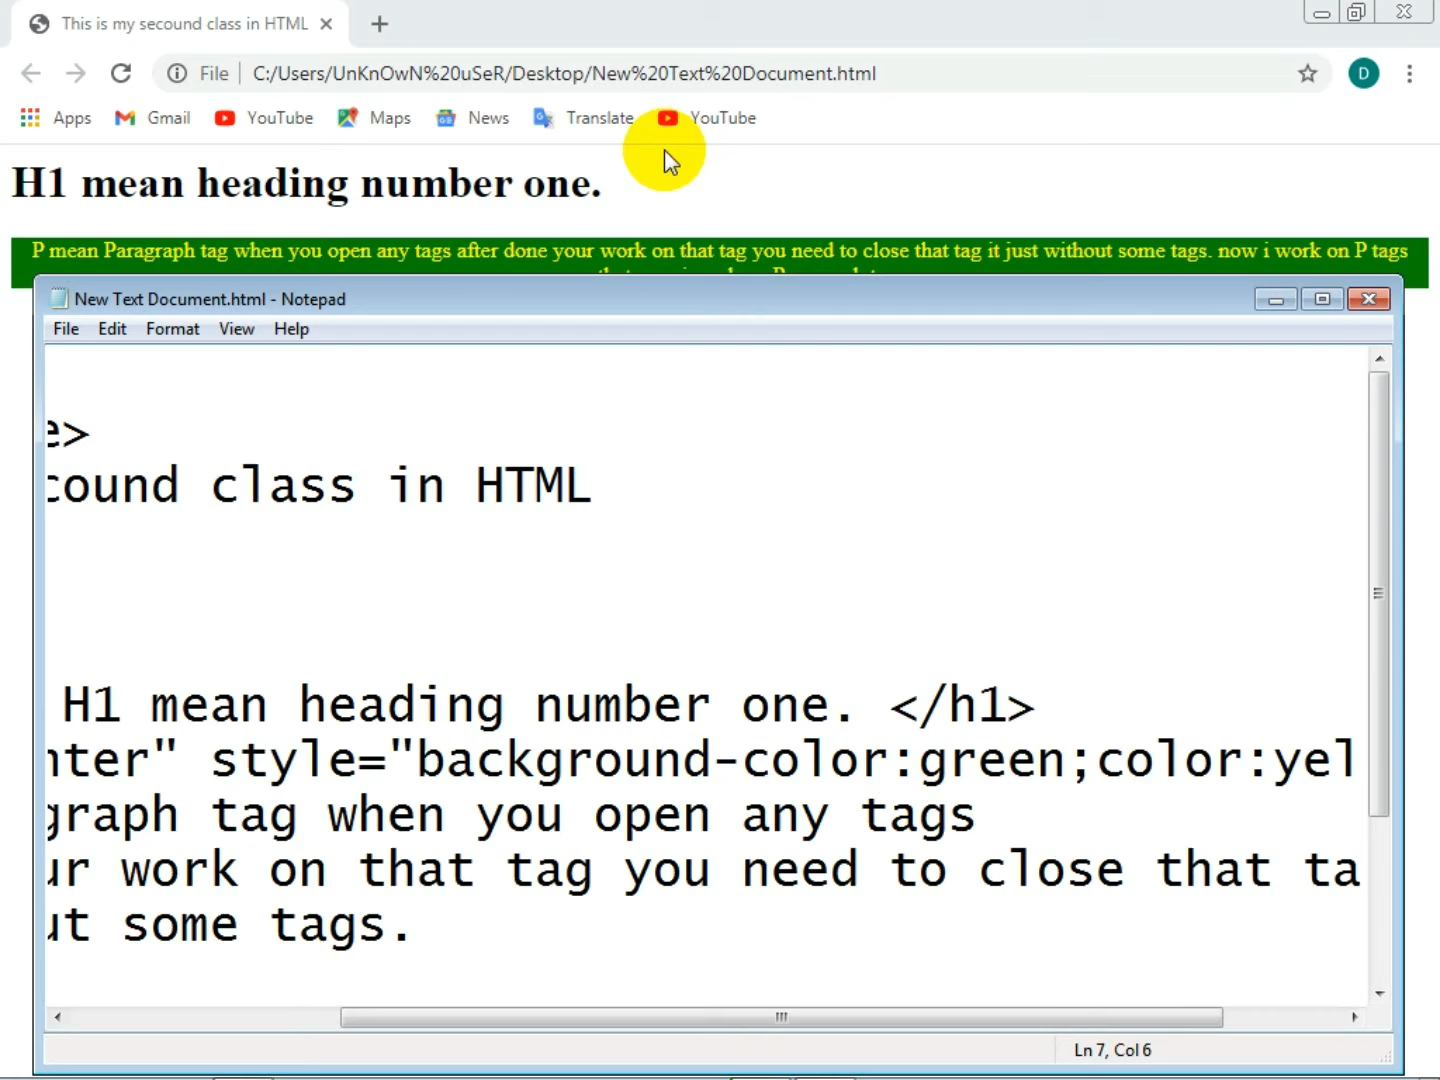 This is my secound class in HTML
File C:/Users/UnKnOwN%20uSeR/Desktop/New%20Text%20Document.html D
Apps Gmail YouTube Maps News Translate YouTube
H1 mean heading number one.
P mean Paragraph tag when you open any tags after done your work on that tag you need to close that tag it just without some tags. now i work on P tags
New Text Document.html - Notepad
File Edit Format View Help
e>
cound class in HTML
H1 mean heading number one. </h1>
nter" style="background-color:green;color:yel
graph tag when you open any tags
ur work on that tag you need to close that ta
ut some tags.
Ln 7, Col 6